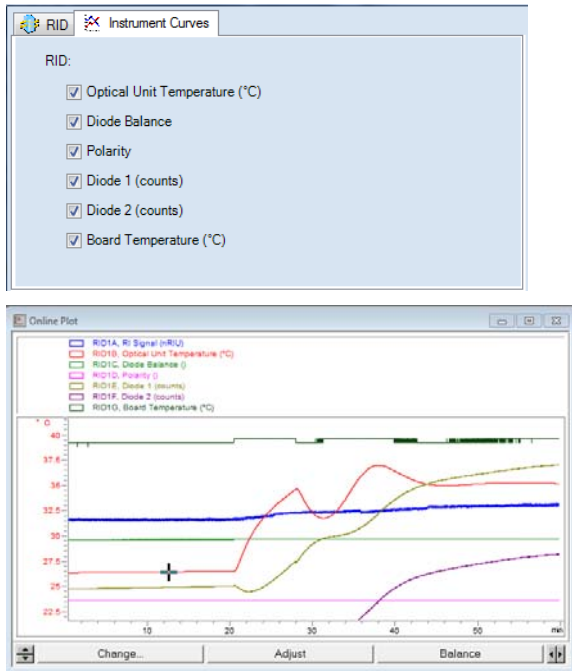 RID Instrument Curves
RID:
Optical Unit Temperature (°C)
Diode Balance
Polarity
Diode 1 (counts)
Diode 2 (counts)
Board Temperature (°C)
Online Plot
RID1A, RI Signal (nRIU)
RID1B, Optical Unit Temperature (°C)
RID1C, Diode Balance ()
RID1D, Polarity ()
RID1E, Diode 1 (counts)
RID1F, Diode 2 (counts)
RID1G, Board Temperature (°C)
°C
40
37.5
35
32.5
30
27.5
25
22.5
10 20 30 40 50 min
Change... Adjust Balance